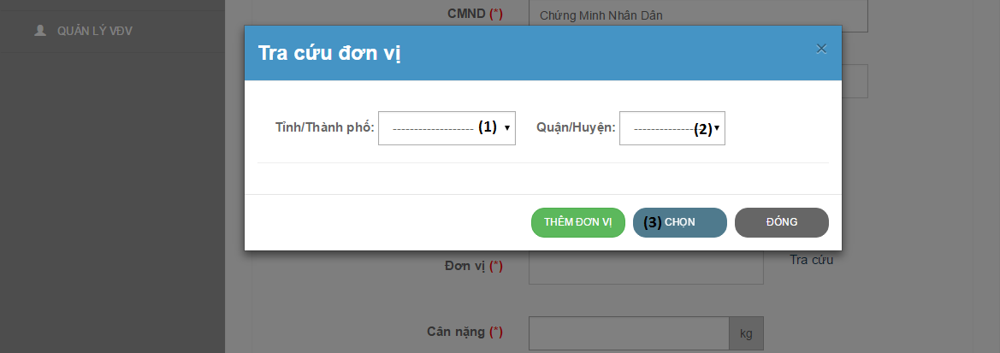 CMND (*)
Chứng Minh Nhân Dân
QUẢN LÝ VĐV
Tra cứu đơn vị
×
Tỉnh/Thành phố: ------------------- (1)
Quận/Huyện: ---------------- (2)
THÊM ĐƠN VỊ
(3) CHỌN
ĐÓNG
Đơn vị (*)
Tra cứu
Cân nặng (*)
kg